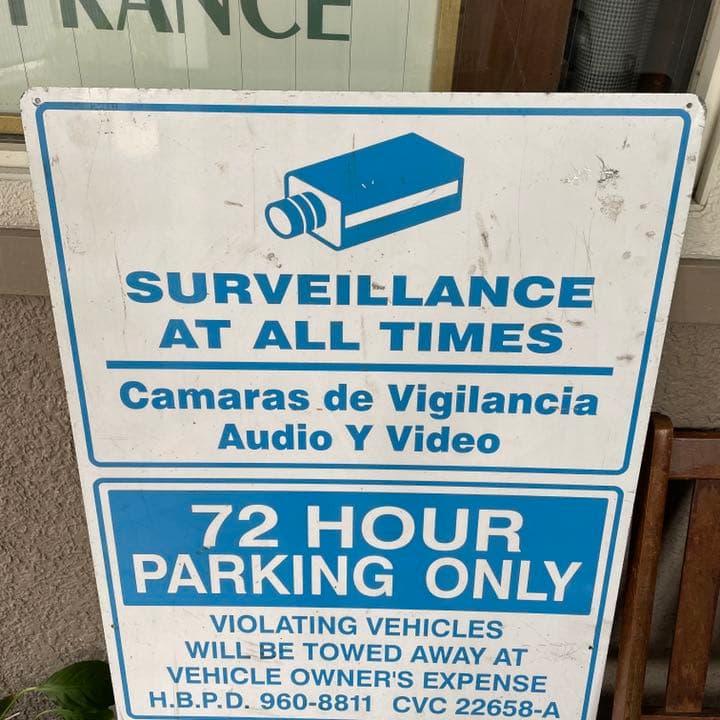 RANCE
SURVEILLANCE
AT ALL TIMES
Camaras de Vigilancia
Audio Y Video
72 HOUR
PARKING ONLY
VIOLATING VEHICLES
WILL BE TOWED AWAY AT
VEHICLE OWNER'S EXPENSE
H.B.P.D. 960-8811 CVC 22658-A